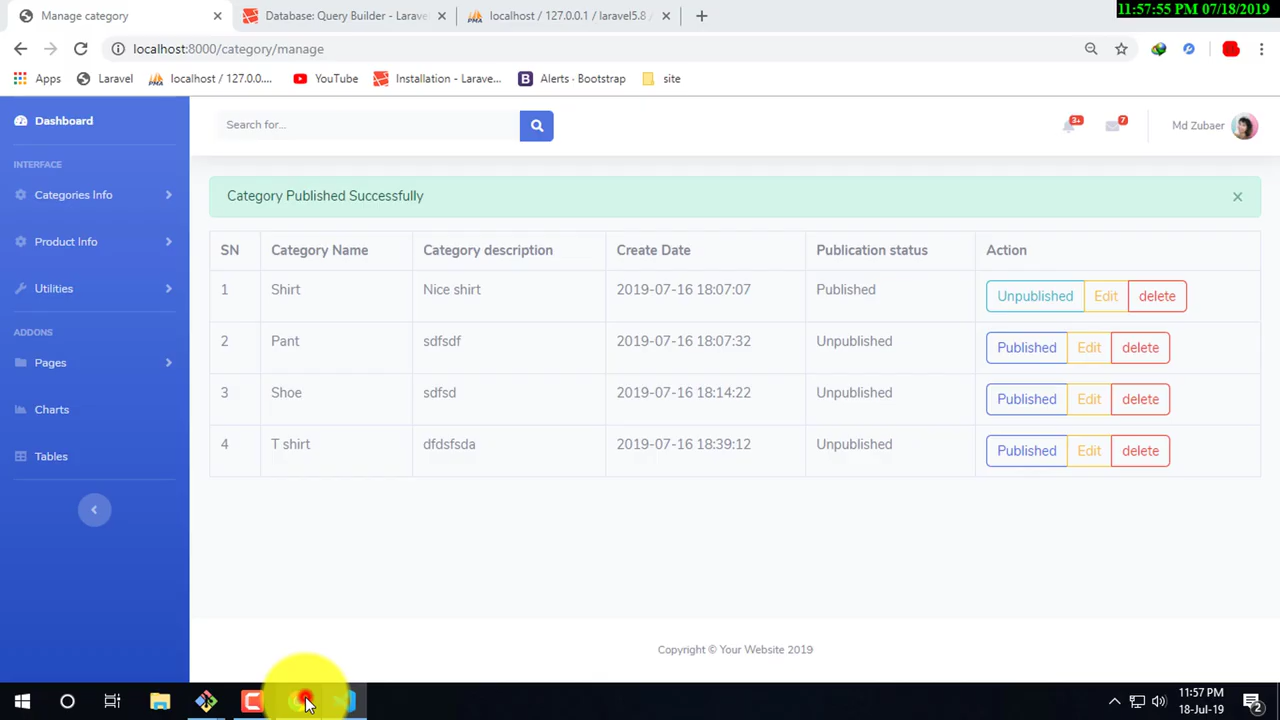 Manage category
Database: Query Builder - Larave
localhost / 127.0.0.1 / laravel5.8 /
11:57:55 PM 07/18/2019
localhost:8000/category/manage
Apps
Laravel
localhost / 127.0.0....
YouTube
Installation - Larave...
Alerts · Bootstrap
site
Dashboard
Search for...
3+
7
Md Zubaer
INTERFACE
Categories Info
Product Info
Utilities
ADDONS
Pages
Charts
Tables
Category Published Successfully ×
SN Category Name Category description Create Date Publication status Action
1 Shirt Nice shirt 2019-07-16 18:07:07 Published Unpublished Edit delete
2 Pant sdfsdf 2019-07-16 18:07:32 Unpublished Published Edit delete
3 Shoe sdfsd 2019-07-16 18:14:22 Unpublished Published Edit delete
4 T shirt dfdsfsda 2019-07-16 18:39:12 Unpublished Published Edit delete
Copyright © Your Website 2019
11:57 PM
18-Jul-19
2